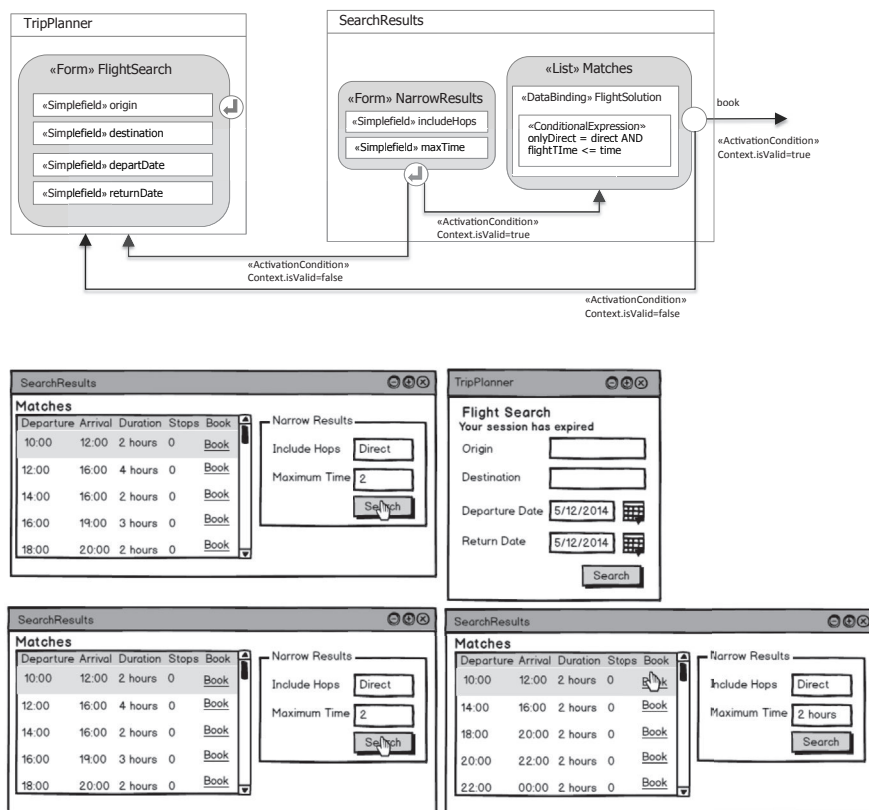 TripPlanner
«Form» FlightSearch
«Simplefield» origin
«Simplefield» destination
«Simplefield» departDate
«Simplefield» returnDate
SearchResults
«Form» NarrowResults
«Simplefield» includeHops
«Simplefield» maxTime
«List» Matches
«DataBinding» FlightSolution
«ConditionalExpression»
onlyDirect = direct AND
flightTIme <= time
book
«ActivationCondition»
Context.isValid=true
«ActivationCondition»
Context.isValid=true
«ActivationCondition»
Context.isValid=false
«ActivationCondition»
Context.isValid=false
SearchResults
Matches
Departure Arrival Duration Stops Book
10:00 12:00 2 hours 0 Book
12:00 16:00 4 hours 0 Book
14:00 16:00 2 hours 0 Book
16:00 19:00 3 hours 0 Book
18:00 20:00 2 hours 0 Book
Narrow Results
Include Hops Direct
Maximum Time 2
Search
TripPlanner
Flight Search
Your session has expired
Origin
Destination
Departure Date 5/12/2014
Return Date 5/12/2014
Search
SearchResults
Matches
Departure Arrival Duration Stops Book
10:00 12:00 2 hours 0 Book
12:00 16:00 4 hours 0 Book
14:00 16:00 2 hours 0 Book
16:00 19:00 3 hours 0 Book
18:00 20:00 2 hours 0 Book
Narrow Results
Include Hops Direct
Maximum Time 2
Search
SearchResults
Matches
Departure Arrival Duration Stops Book
10:00 12:00 2 hours 0 Book
14:00 16:00 2 hours 0 Book
18:00 20:00 2 hours 0 Book
20:00 22:00 2 hours 0 Book
22:00 00:00 2 hours 0 Book
Narrow Results
Include Hops Direct
Maximum Time 2 hours
Search